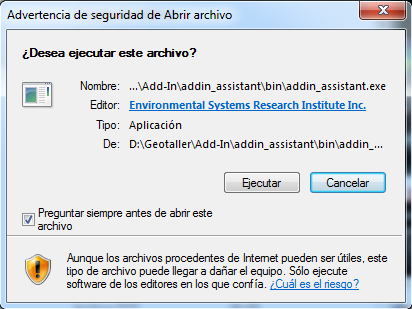 Advertencia de seguridad de Abrir archivo
¿Desea ejecutar este archivo?
Nombre: ...\Add-In\addin_assistant\bin\addin_assistant.exe
Editor: Environmental Systems Research Institute Inc.
Tipo: Aplicación
De: D:\Geotaller\Add-In\addin_assistant\bin\addin_...
Ejecutar Cancelar
Preguntar siempre antes de abrir este
archivo
Aunque los archivos procedentes de Internet pueden ser útiles, este
tipo de archivo puede llegar a dañar el equipo. Sólo ejecute
software de los editores en los que confía. ¿Cuál es el riesgo?